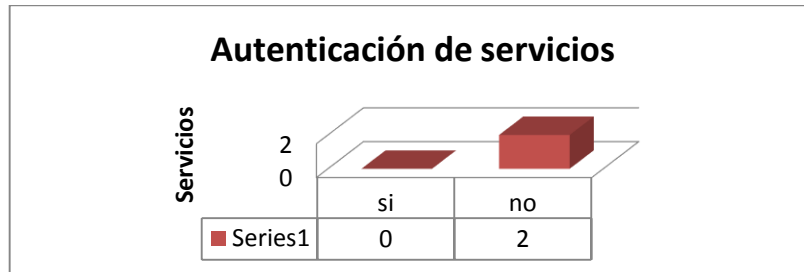 Autenticación de servicios
Servicios
2
0
si no
Series1 0 2